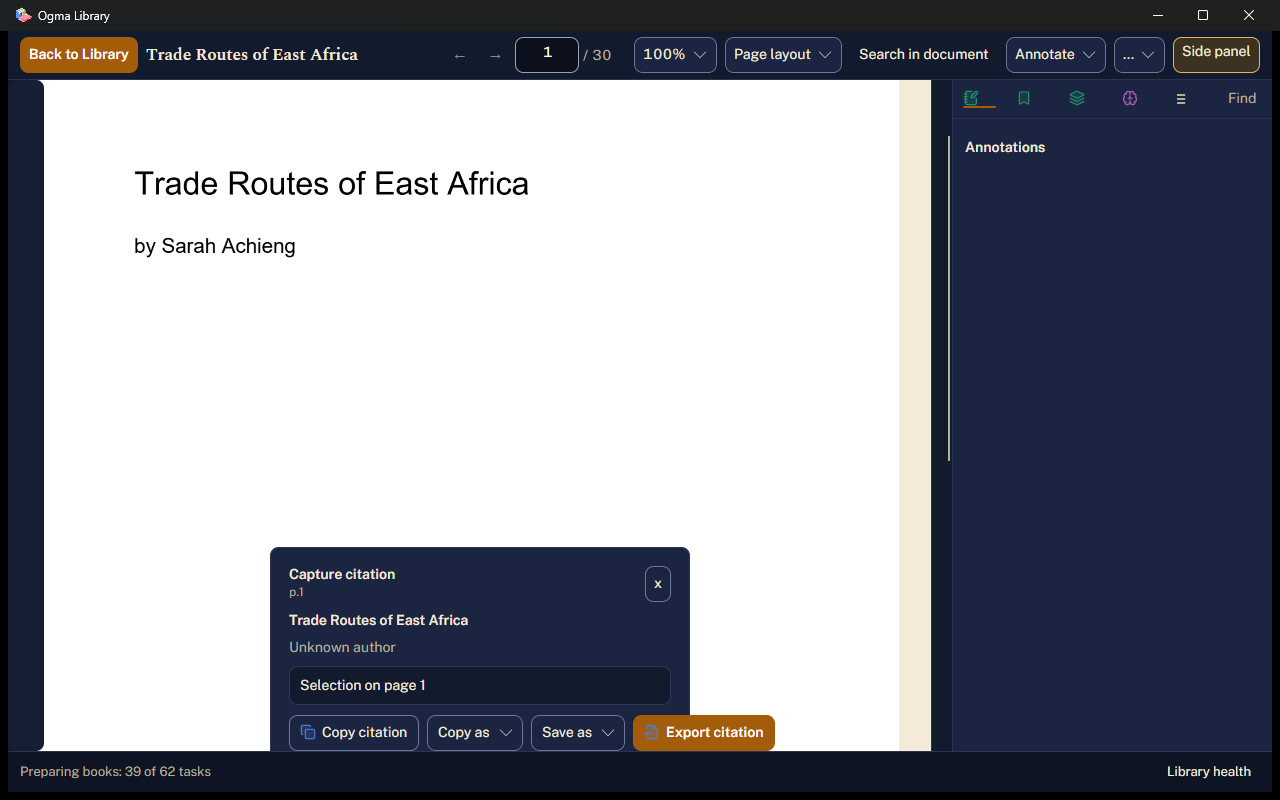 Ogma Library
Back to Library Trade Routes of East Africa ← → 1 / 30 100% Page layout Search in document Annotate ... Side panel
Find
Annotations
Trade Routes of East Africa
by Sarah Achieng
Capture citation
p.1
x
Trade Routes of East Africa
Unknown author
Selection on page 1
Copy citation Copy as Save as Export citation
Preparing books: 39 of 62 tasks Library health